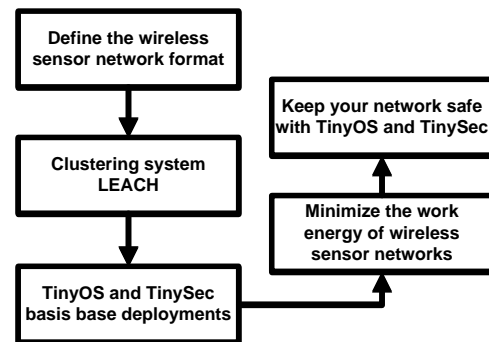 Define the wireless
sensor network format
Clustering system
LEACH
TinyOS and TinySec
basis base deployments
Minimize the work
energy of wireless
sensor networks
Keep your network safe
with TinyOS and TinySec